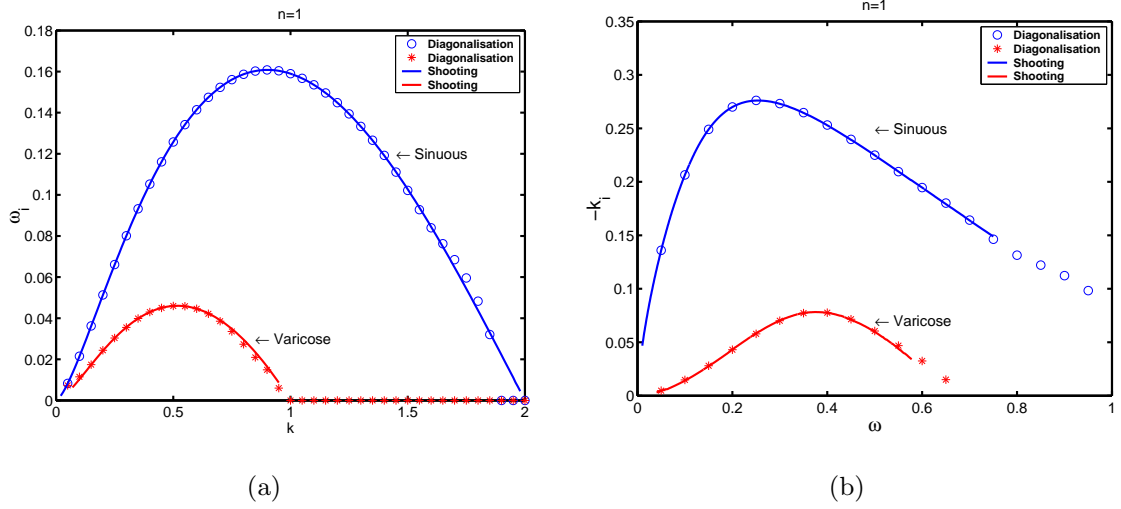 n=1
0.18
0.16
0.14
0.12
0.1
0.08
0.06
0.04
0.02
0
ω_i
0 0.5 1 1.5 2
k
Diagonalisation
Diagonalisation
Shooting
Shooting
← Sinuous
← Varicose
(a)
n=1
0.35
0.3
0.25
0.2
0.15
0.1
0.05
0
−k_i
0 0.2 0.4 0.6 0.8 1
ω
Diagonalisation
Diagonalisation
Shooting
Shooting
← Sinuous
← Varicose
(b)